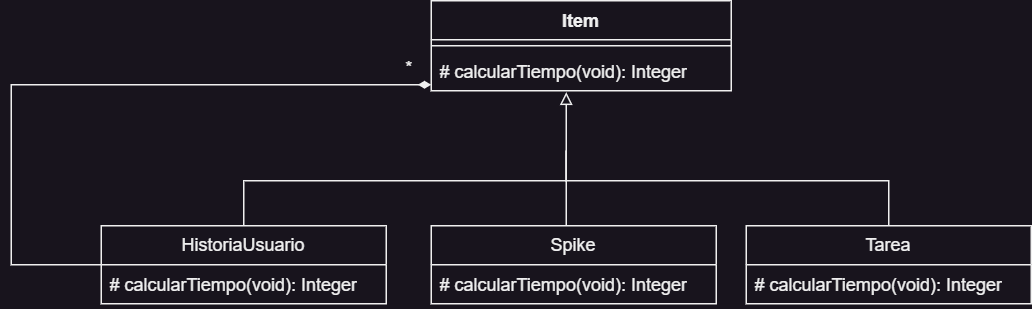 Item
*
# calcularTiempo(void): Integer
HistoriaUsuario
# calcularTiempo(void): Integer
Spike
# calcularTiempo(void): Integer
Tarea
# calcularTiempo(void): Integer